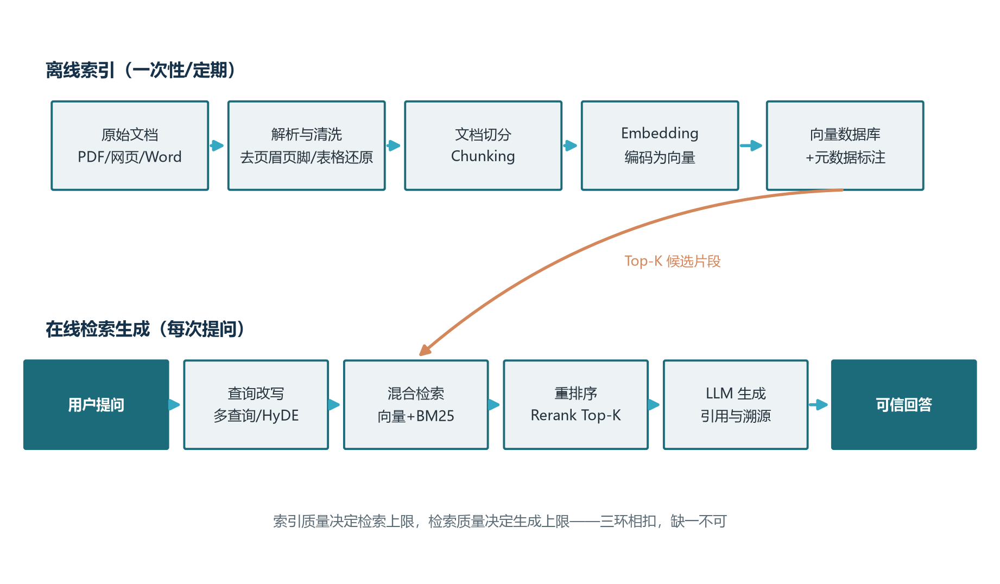 离线索引（一次性/定期）
原始文档
PDF/网页/Word
解析与清洗
去页眉页脚/表格还原
文档切分
Chunking
Embedding
编码为向量
向量数据库
+元数据标注
Top-K 候选片段
在线检索生成（每次提问）
用户提问
查询改写
多查询/HyDE
混合检索
向量+BM25
重排序
Rerank Top-K
LLM 生成
引用与溯源
可信回答
索引质量决定检索上限，检索质量决定生成上限——三环相扣，缺一不可